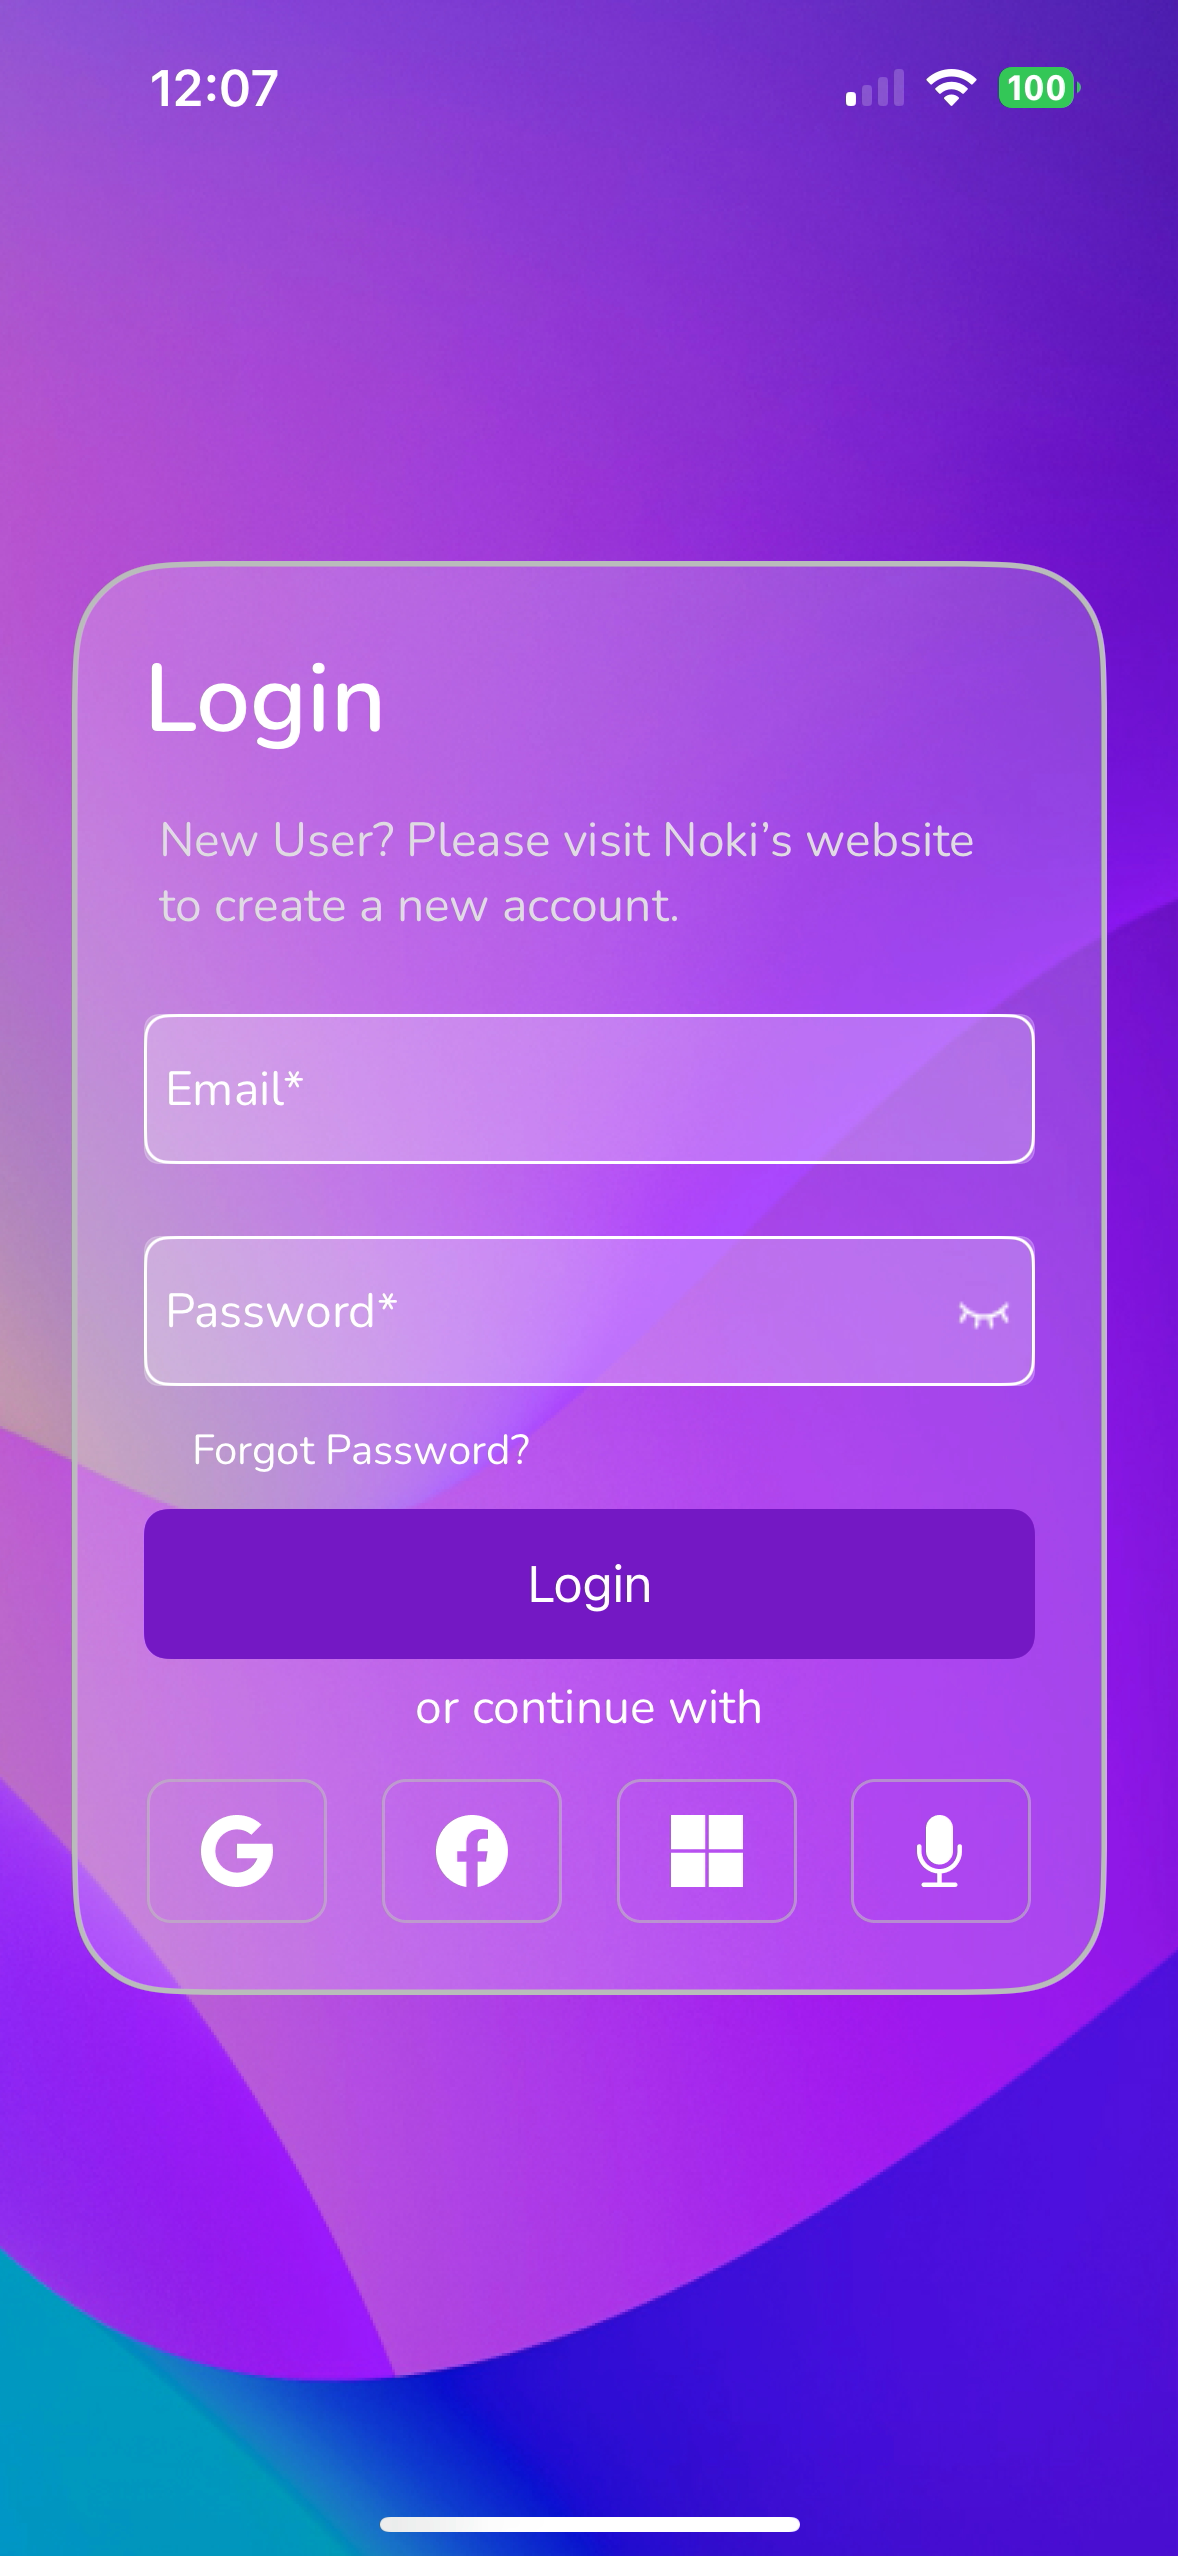 12:07
100
Login
New User? Please visit Noki’s website
to create a new account.
Email*
Password*
Forgot Password?
Login
or continue with